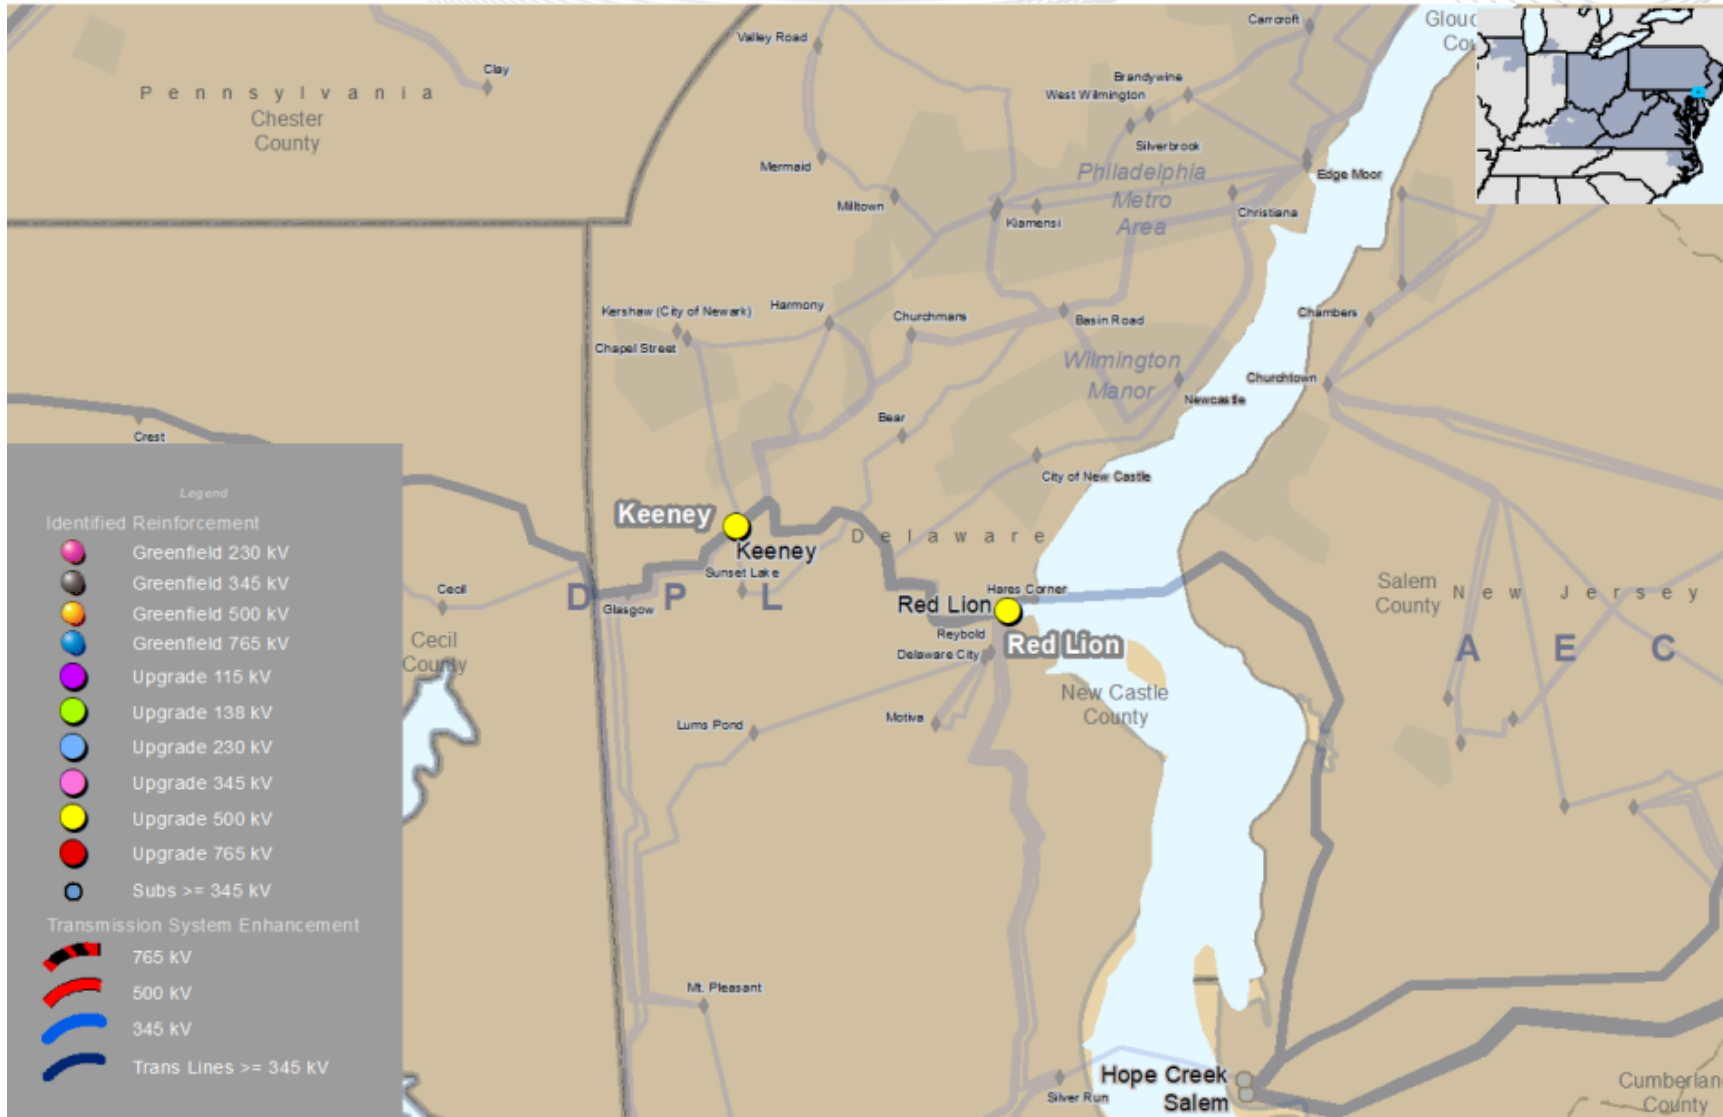 Carrcroft
Glouc
Cou
Valley Road
Clay
Pennsylvania
Chester
County
Brandywine
West Wilmington
Silverbrook
Mermaid
Philadelphia
Metro
Area
Edge Moor
Milltown
Kiamensi
Christiana
Kershaw (City of Newark)
Harmony
Churchmans
Basin Road
Chambers
Chapel Street
Wilmington
Manor
Churchtown
Newcastle
Crest
Bear
City of New Castle
Keeney
Keeney
Delaware
Sunset Lake
D P L
Glasgow
Cecil
Cecil
County
Hares Corner
Red Lion
Reybold
Red Lion
Delaware City
Salem
County
New Jersey
A E C
New Castle
County
Lums Pond
Motiva
Mt. Pleasant
Silver Run
Hope Creek
Salem
Cumberlan
County
Legend
Identified Reinforcement
Greenfield 230 kV
Greenfield 345 kV
Greenfield 500 kV
Greenfield 765 kV
Upgrade 115 kV
Upgrade 138 kV
Upgrade 230 kV
Upgrade 345 kV
Upgrade 500 kV
Upgrade 765 kV
Subs >= 345 kV
Transmission System Enhancement
765 kV
500 kV
345 kV
Trans Lines >= 345 kV